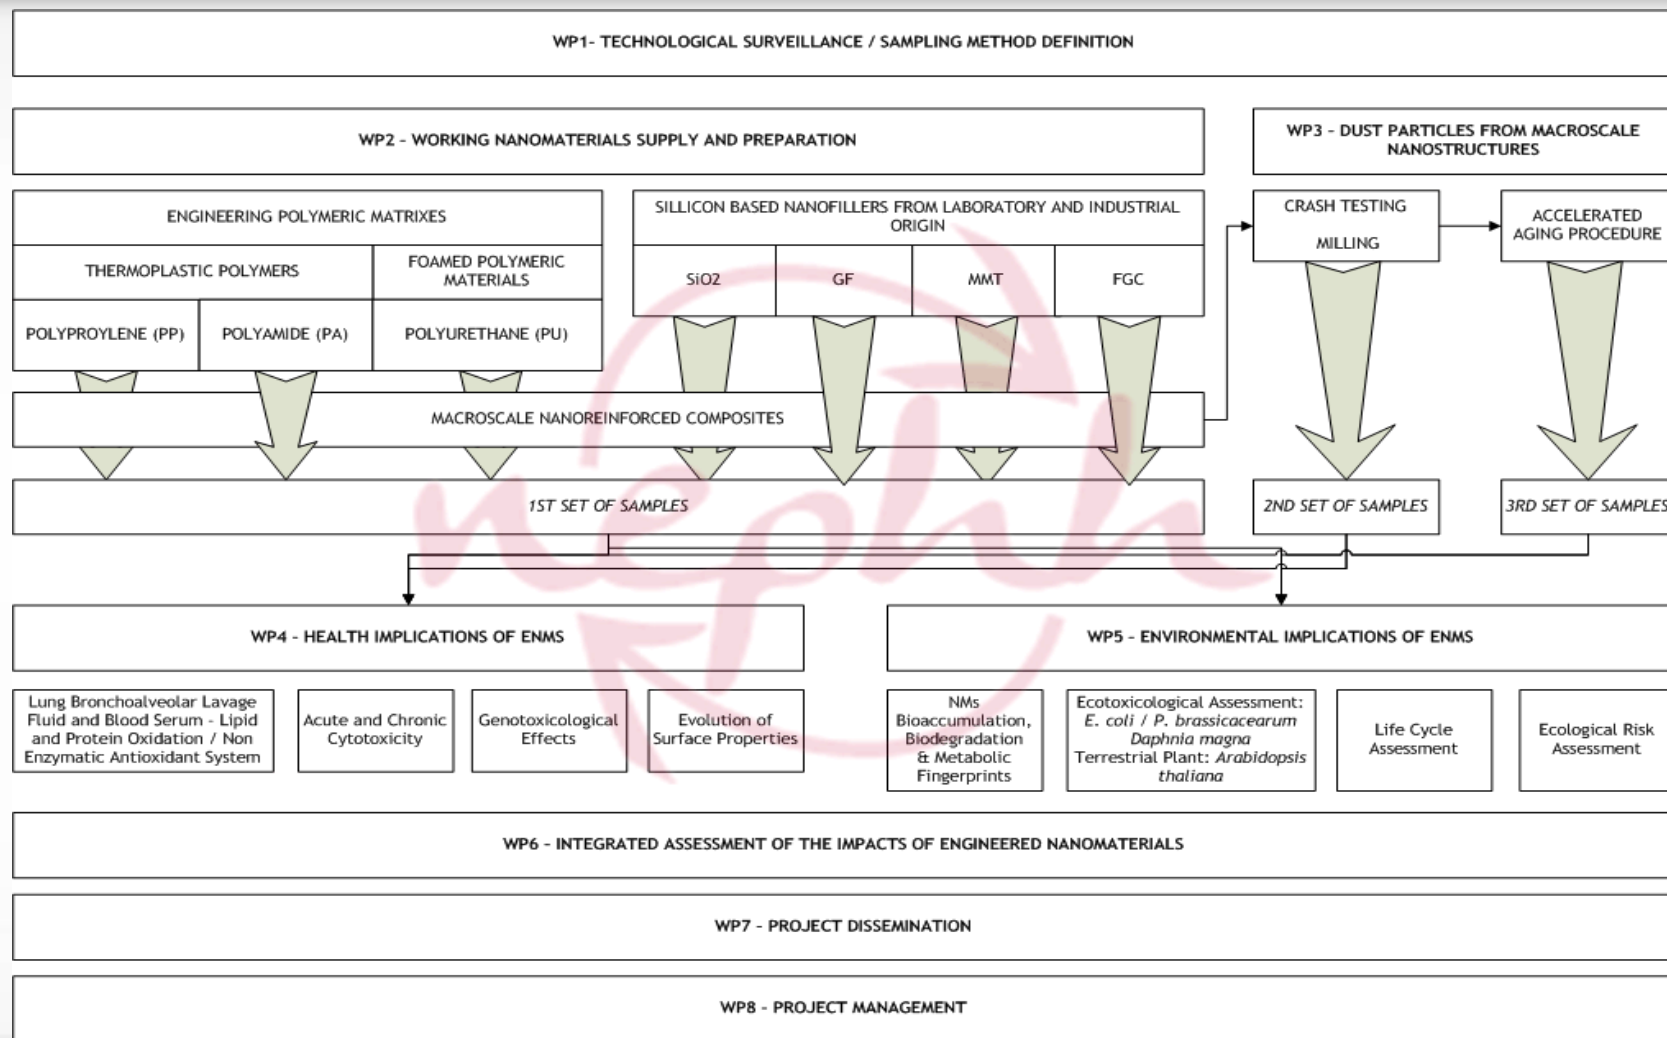 WP1- TECHNOLOGICAL SURVEILLANCE / SAMPLING METHOD DEFINITION
WP2 - WORKING NANOMATERIALS SUPPLY AND PREPARATION
WP3 - DUST PARTICLES FROM MACROSCALE
NANOSTRUCTURES
ENGINEERING POLYMERIC MATRIXES
THERMOPLASTIC POLYMERS
FOAMED POLYMERIC
MATERIALS
POLYPROYLENE (PP)
POLYAMIDE (PA)
POLYURETHANE (PU)
SILLICON BASED NANOFILLERS FROM LABORATORY AND INDUSTRIAL
ORIGIN
SiO2
GF
MMT
FGC
CRASH TESTING
MILLING
ACCELERATED
AGING PROCEDURE
MACROSCALE NANOREINFORCED COMPOSITES
1ST SET OF SAMPLES
2ND SET OF SAMPLES
3RD SET OF SAMPLES
nephh
WP4 - HEALTH IMPLICATIONS OF ENMS
WP5 - ENVIRONMENTAL IMPLICATIONS OF ENMS
Lung Bronchoalveolar Lavage
Fluid and Blood Serum - Lipid
and Protein Oxidation / Non
Enzymatic Antioxidant System
Acute and Chronic
Cytotoxicity
Genotoxicological
Effects
Evolution of
Surface Properties
NMs
Bioaccumulation,
Biodegradation
& Metabolic
Fingerprints
Ecotoxicological Assessment:
E. coli / P. brassicacearum
Daphnia magna
Terrestrial Plant: Arabidopsis
thaliana
Life Cycle
Assessment
Ecological Risk
Assessment
WP6 - INTEGRATED ASSESSMENT OF THE IMPACTS OF ENGINEERED NANOMATERIALS
WP7 - PROJECT DISSEMINATION
WP8 - PROJECT MANAGEMENT